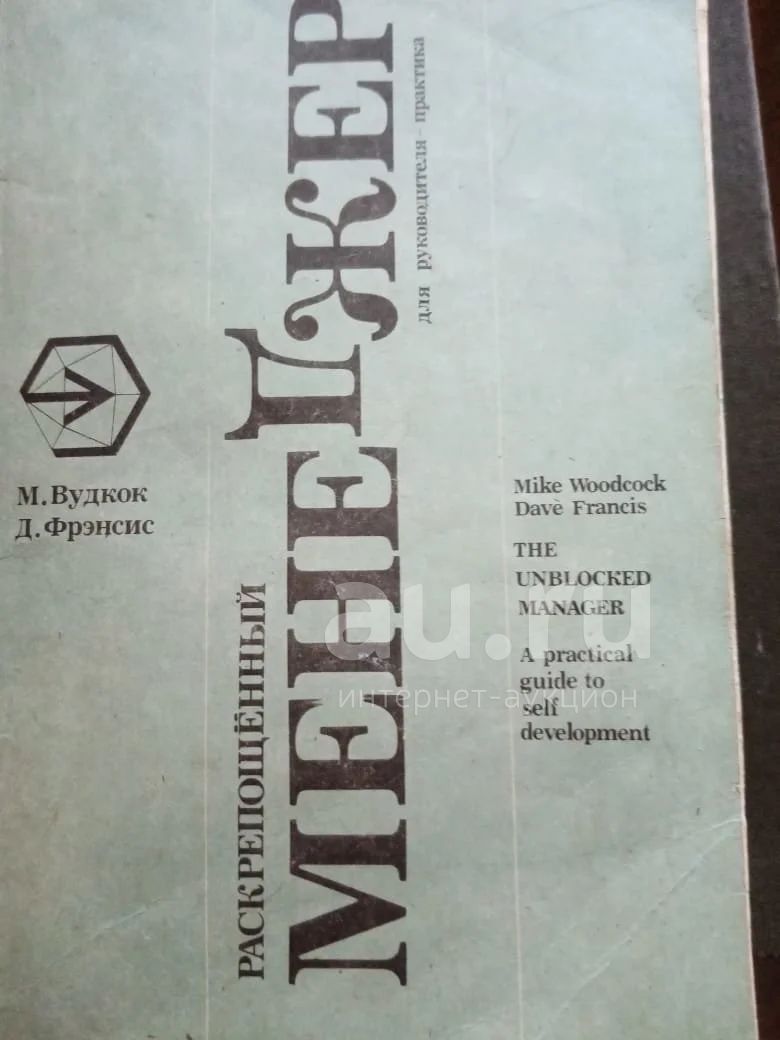 М.Вудкок
Д.Фрэнсис
РАСКРЕПОЩЁННЫЙ
МЕНЕДЖЕР
для руководителя-практика
Mike Woodcock
Dave Francis
THE
UNBLOCKED
MANAGER
A practical
guide to
self
development
au.ru
интернет-аукцион